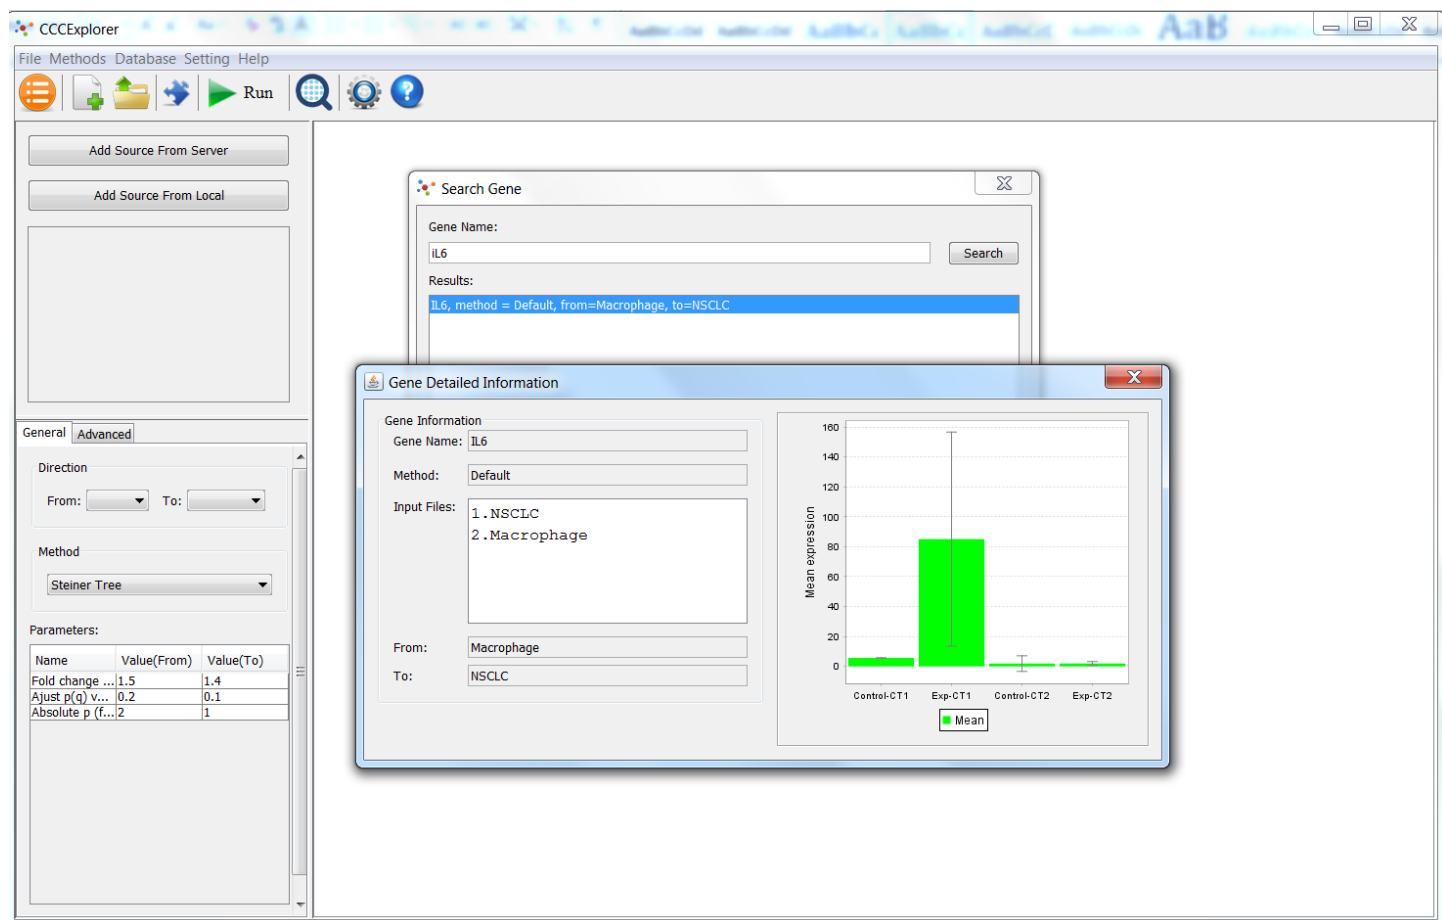 CCCExplorer
AaB
File Methods Database Setting Help
Run
Add Source From Server
Add Source From Local
Search Gene
Gene Name:
iL6
Search
Results:
IL6, method = Default, from=Macrophage, to=NSCLC
Gene Detailed Information
Gene Information
Gene Name: IL6
Method: Default
Input Files:
1.NSCLC
2.Macrophage
From: Macrophage
To: NSCLC
160
140
120
100
80
60
40
20
0
Mean expression
Control-CT1 Exp-CT1 Control-CT2 Exp-CT2
Mean
General Advanced
Direction
From: To:
Method
Steiner Tree
Parameters:
Name Value(From) Value(To)
Fold change ... 1.5 1.4
Ajust p(q) v... 0.2 0.1
Absolute p (f... 2 1